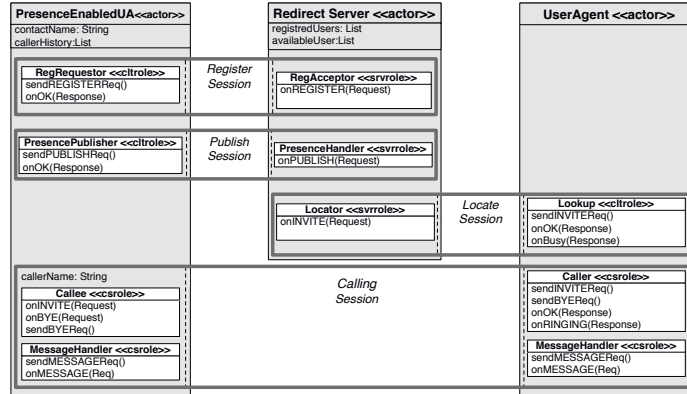 PresenceEnabledUA<<actor>>
contactName: String
callerHistory:List
Redirect Server <<actor>>
registredUsers: List
availableUser:List
UserAgent <<actor>>
RegRequestor <<cltrole>>
sendREGISTERReq()
onOK(Response)
Register
Session
RegAcceptor <<srvrole>>
onREGISTER(Request)
PresencePublisher <<cltrole>>
sendPUBLISHReq()
onOK(Response)
Publish
Session
PresenceHandler <<svrrole>>
onPUBLISH(Request)
Locator <<svrrole>>
onINVITE(Request)
Locate
Session
Lookup <<cltrole>>
sendINVITEReq()
onOK(Response)
onBusy(Response)
callerName: String
Callee <<csrole>>
onINVITE(Request)
onBYE(Request)
sendBYEReq()
Calling
Session
Caller <<csrole>>
sendINVITEReq()
sendBYEReq()
onOK(Response)
onRINGING(Response)
MessageHandler <<csrole>>
sendMESSAGEReq()
onMESSAGE(Req)
MessageHandler <<csrole>>
sendMESSAGEReq()
onMESSAGE(Req)